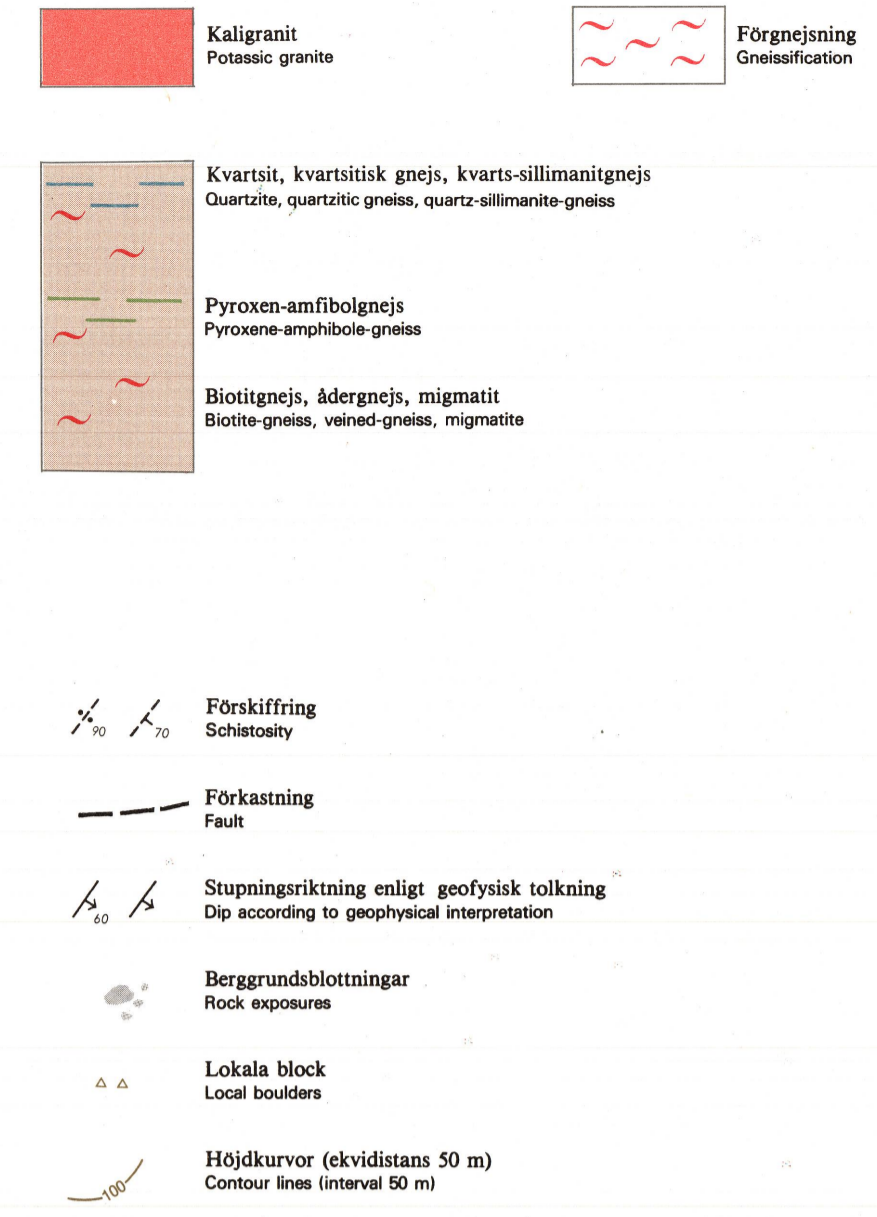 Kaligranit
Potassic granite
Förgnejsning
Gneissification
Kvartsit, kvartsitisk gnejs, kvarts-sillimanitgnejs
Quartzite, quartzitic gneiss, quartz-sillimanite-gneiss
Pyroxen-amfibolgnejs
Pyroxene-amphibole-gneiss
Biotitgnejs, ådergnejs, migmatit
Biotite-gneiss, veined-gneiss, migmatite
90 70
Förskiffring
Schistosity
Förkastning
Fault
60
Stupningsriktning enligt geofysisk tolkning
Dip according to geophysical interpretation
Berggrundsblottningar
Rock exposures
Lokala block
Local boulders
100
Höjdkurvor (ekvidistans 50 m)
Contour lines (interval 50 m)